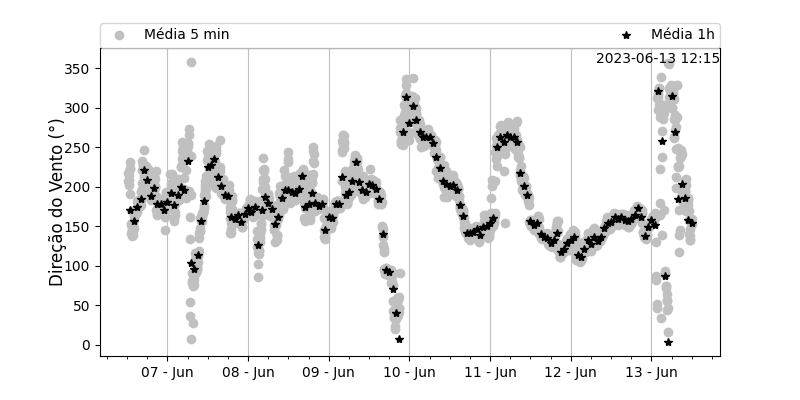 Média 5 min
Média 1h
2023-06-13 12:15
Direção do Vento (°)
350
300
250
200
150
100
50
0
07 - Jun
08 - Jun
09 - Jun
10 - Jun
11 - Jun
12 - Jun
13 - Jun